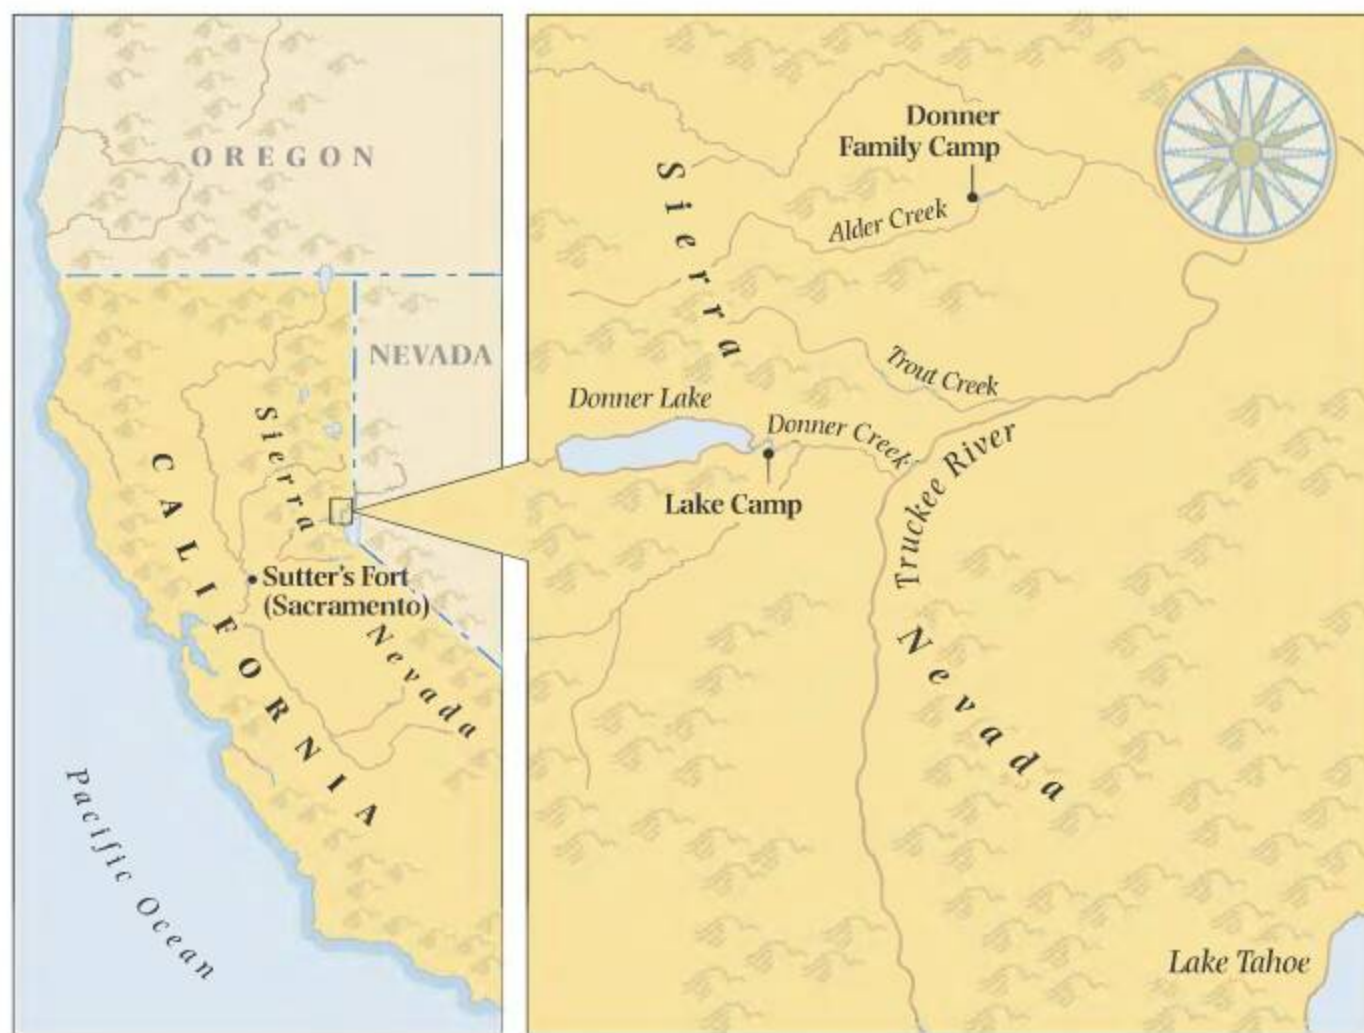 OREGON
NEVADA
Sierra
CALIFORNIA
Sutter's Fort
(Sacramento)
Nevada
Pacific Ocean
Donner
Family Camp
Sierra
Alder Creek
Trout Creek
Donner Lake
Donner Creek
Lake Camp
Truckee River
Nevada
Lake Tahoe